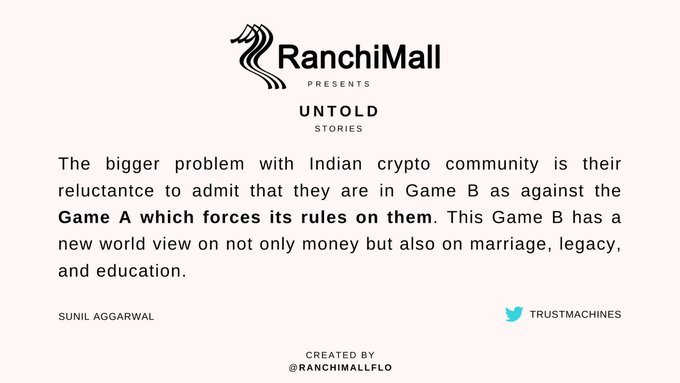 RanchiMall
PRESENTS
UNTOLD
STORIES
The bigger problem with Indian crypto community is their
reluctantce to admit that they are in Game B as against the
Game A which forces its rules on them. This Game B has a
new world view on not only money but also on marriage, legacy,
and education.
SUNIL AGGARWAL
TRUSTMACHINES
CREATED BY
@RANCHIMALLFLO